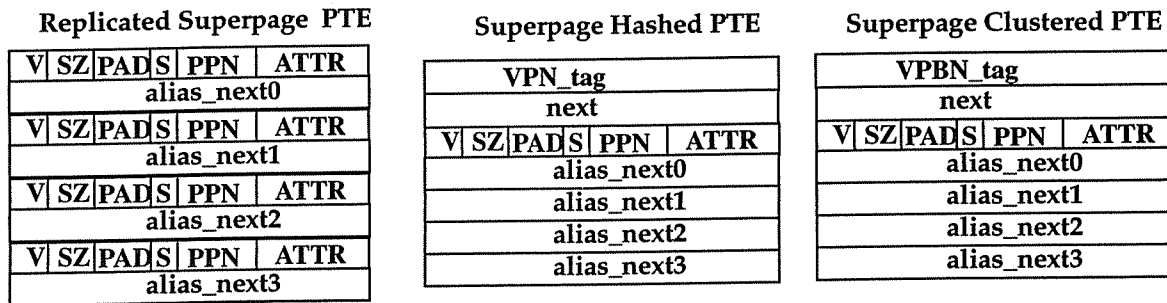 Replicated Superpage PTE
V SZ PAD S PPN ATTR
alias_next0
V SZ PAD S PPN ATTR
alias_next1
V SZ PAD S PPN ATTR
alias_next2
V SZ PAD S PPN ATTR
alias_next3
Superpage Hashed PTE
VPN_tag
next
V SZ PAD S PPN ATTR
alias_next0
alias_next1
alias_next2
alias_next3
Superpage Clustered PTE
VPBN_tag
next
V SZ PAD S PPN ATTR
alias_next0
alias_next1
alias_next2
alias_next3